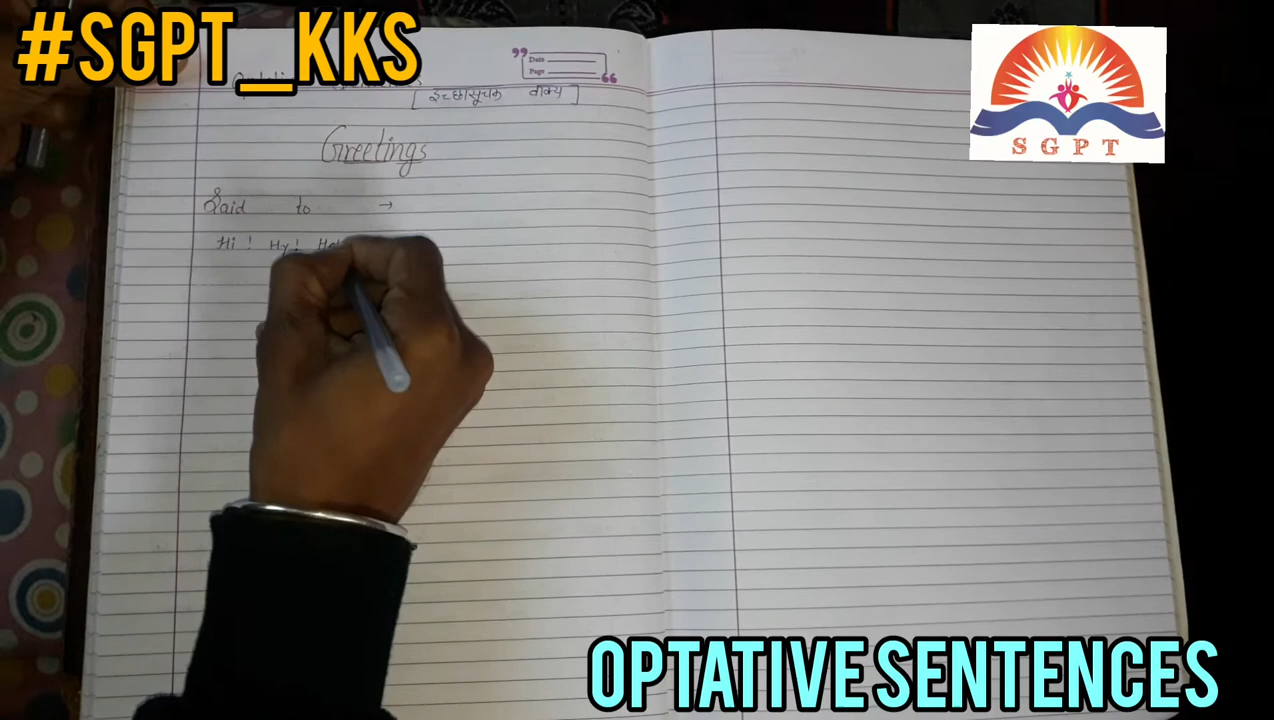 #SGPT_KKS
Date
Page
[ इच्छासूचक वाक्य ]
SGPT
Greetings
Said to →
Hi ! Hy !
OPTATIVE SENTENCES